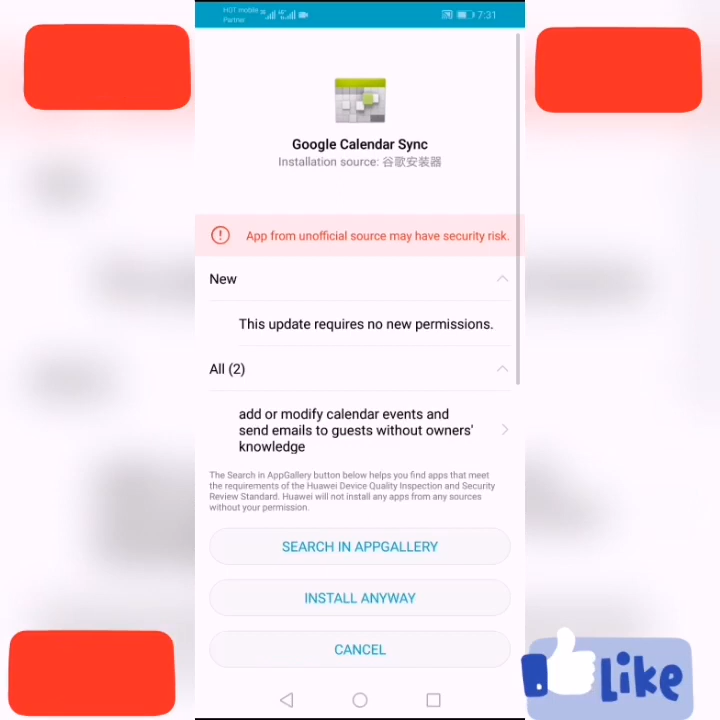 HOT mobile
Partner
3G
4G
7:31
Google Calendar Sync
Installation source: 谷歌安装器
App from unofficial source may have security risk.
New
This update requires no new permissions.
All (2)
add or modify calendar events and
send emails to guests without owners'
knowledge
The Search in AppGallery button below helps you find apps that meet
the requirements of the Huawei Device Quality Inspection and Security
Review Standard. Huawei will not install any apps from any sources
without your permission.
SEARCH IN APPGALLERY
INSTALL ANYWAY
CANCEL
Like